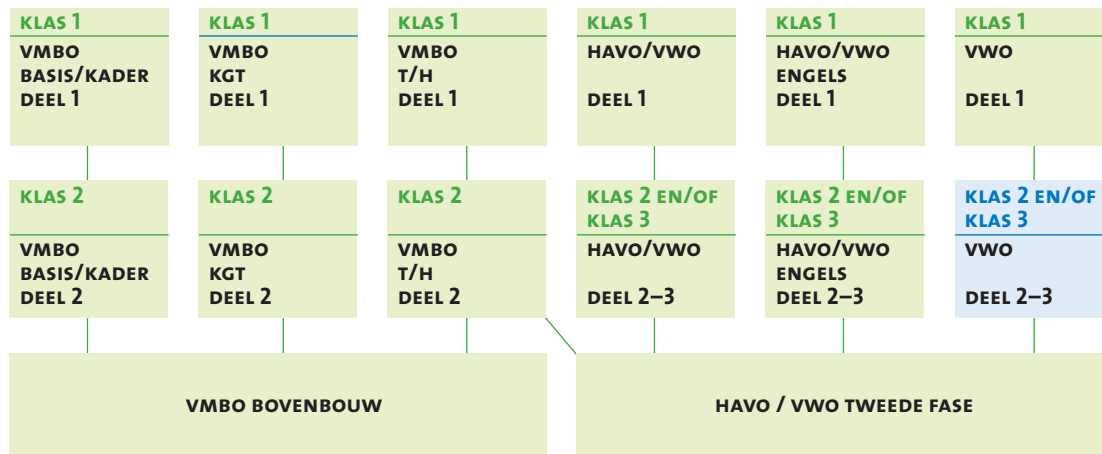 KLAS 1
VMBO
BASIS/KADER
DEEL 1
KLAS 1
VMBO
KGT
DEEL 1
KLAS 1
VMBO
T/H
DEEL 1
KLAS 1
HAVO/VWO
DEEL 1
KLAS 1
HAVO/VWO
ENGELS
DEEL 1
KLAS 1
VWO
DEEL 1
KLAS 2
VMBO
BASIS/KADER
DEEL 2
KLAS 2
VMBO
KGT
DEEL 2
KLAS 2
VMBO
T/H
DEEL 2
KLAS 2 EN/OF
KLAS 3
HAVO/VWO
DEEL 2–3
KLAS 2 EN/OF
KLAS 3
HAVO/VWO
ENGELS
DEEL 2–3
KLAS 2 EN/OF
KLAS 3
VWO
DEEL 2–3
VMBO BOVENBOUW
HAVO / VWO TWEEDE FASE